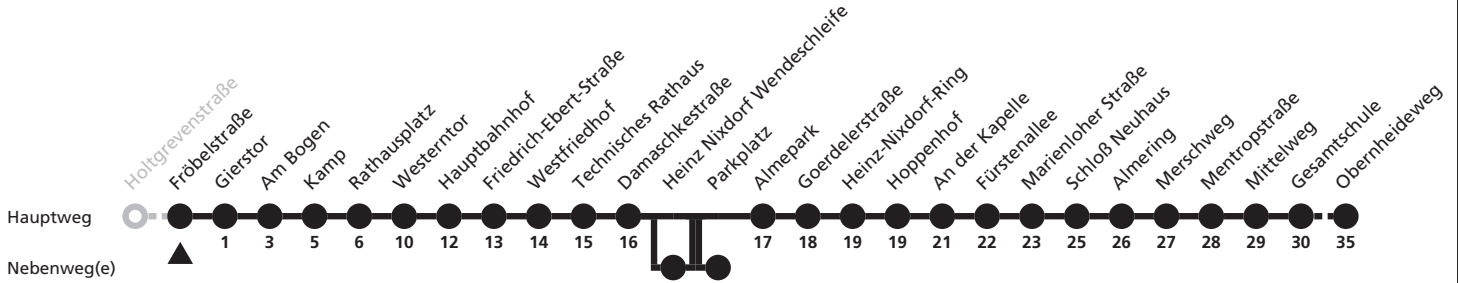 Holtgrevenstraße
Fröbelstraße
Gierstor
Am Bogen
Kamp
Rathausplatz
Westerntor
Hauptbahnhof
Friedrich-Ebert-Straße
Westfriedhof
Technisches Rathaus
Damaschkestraße
Heinz Nixdorf Wendeschleife
Parkplatz
Almepark
Goerdelerstraße
Heinz-Nixdorf-Ring
Hoppenhof
An der Kapelle
Fürstenallee
Marienloher Straße
Schloß Neuhaus
Almering
Merschweg
Mentropstraße
Mittelweg
Gesamtschule
Obernheideweg
Hauptweg
1 3 5 6 10 12 13 14 15 16 17 18 19 19 21 22 23 25 26 27 28 29 30 35
Nebenweg(e)